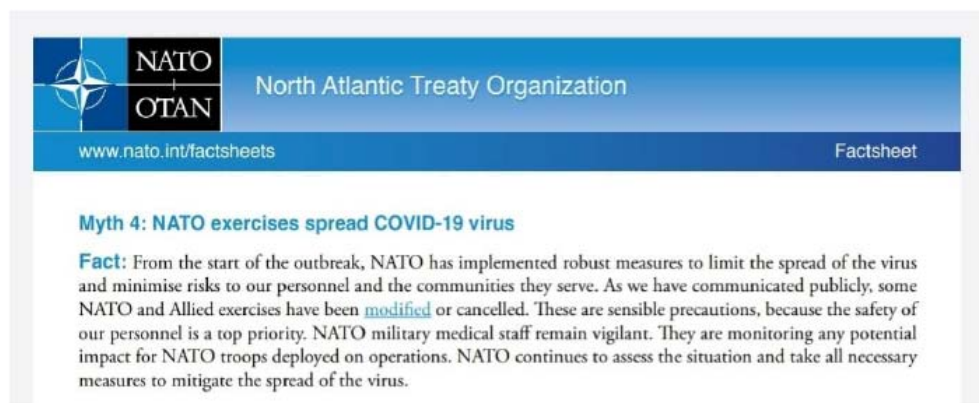 NATO
OTAN
North Atlantic Treaty Organization
www.nato.int/factsheets
Factsheet
Myth 4: NATO exercises spread COVID-19 virus
Fact: From the start of the outbreak, NATO has implemented robust measures to limit the spread of the virus
and minimise risks to our personnel and the communities they serve. As we have communicated publicly, some
NATO and Allied exercises have been modified or cancelled. These are sensible precautions, because the safety of
our personnel is a top priority. NATO military medical staff remain vigilant. They are monitoring any potential
impact for NATO troops deployed on operations. NATO continues to assess the situation and take all necessary
measures to mitigate the spread of the virus.